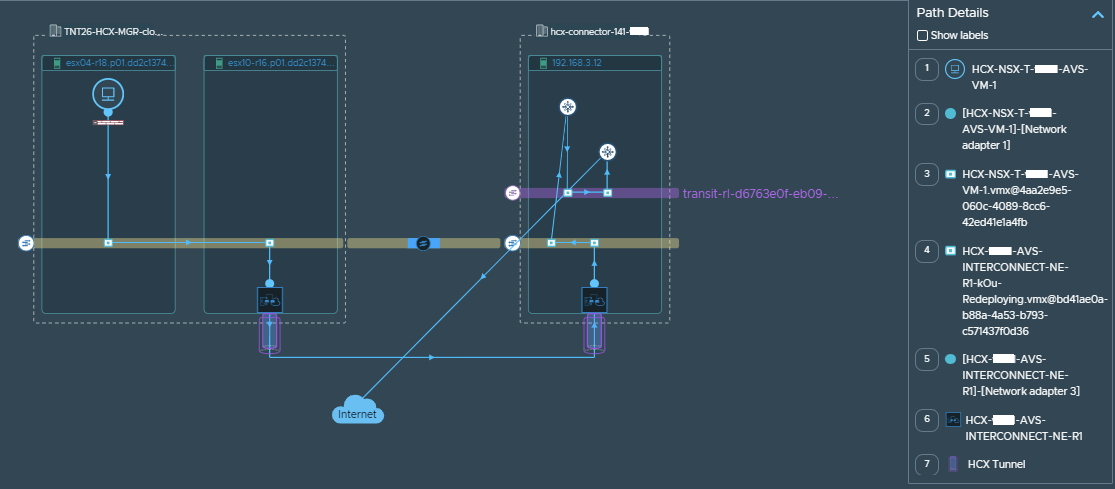 TNT26-HCX-MGR-clo...
esx04-r18.p01.dd2c1374...
esx10-r16.p01.dd2c1374...
hcx-connector-141-
192.168.3.12
transit-rl-d6763e0f-eb09-...
Internet
Path Details
Show labels
1
HCX-NSX-T- -AVS-
VM-1
2
[HCX-NSX-T- -
AVS-VM-1]-[Network
adapter 1]
3
HCX-NSX-T- -AVS-
VM-1.vmx@4aa2e9e5-
060c-4089-8cc6-
42ed41e1a4fb
4
HCX- -AVS-
INTERCONNECT-NE-
R1-kOu-
Redeploying.vmx@bd41ae0a-
b88a-4a53-b793-
c571437f0d36
5
[HCX- -AVS-
INTERCONNECT-NE-
R1]-[Network adapter 3]
6
HCX- -AVS-
INTERCONNECT-NE-R1
7
HCX Tunnel